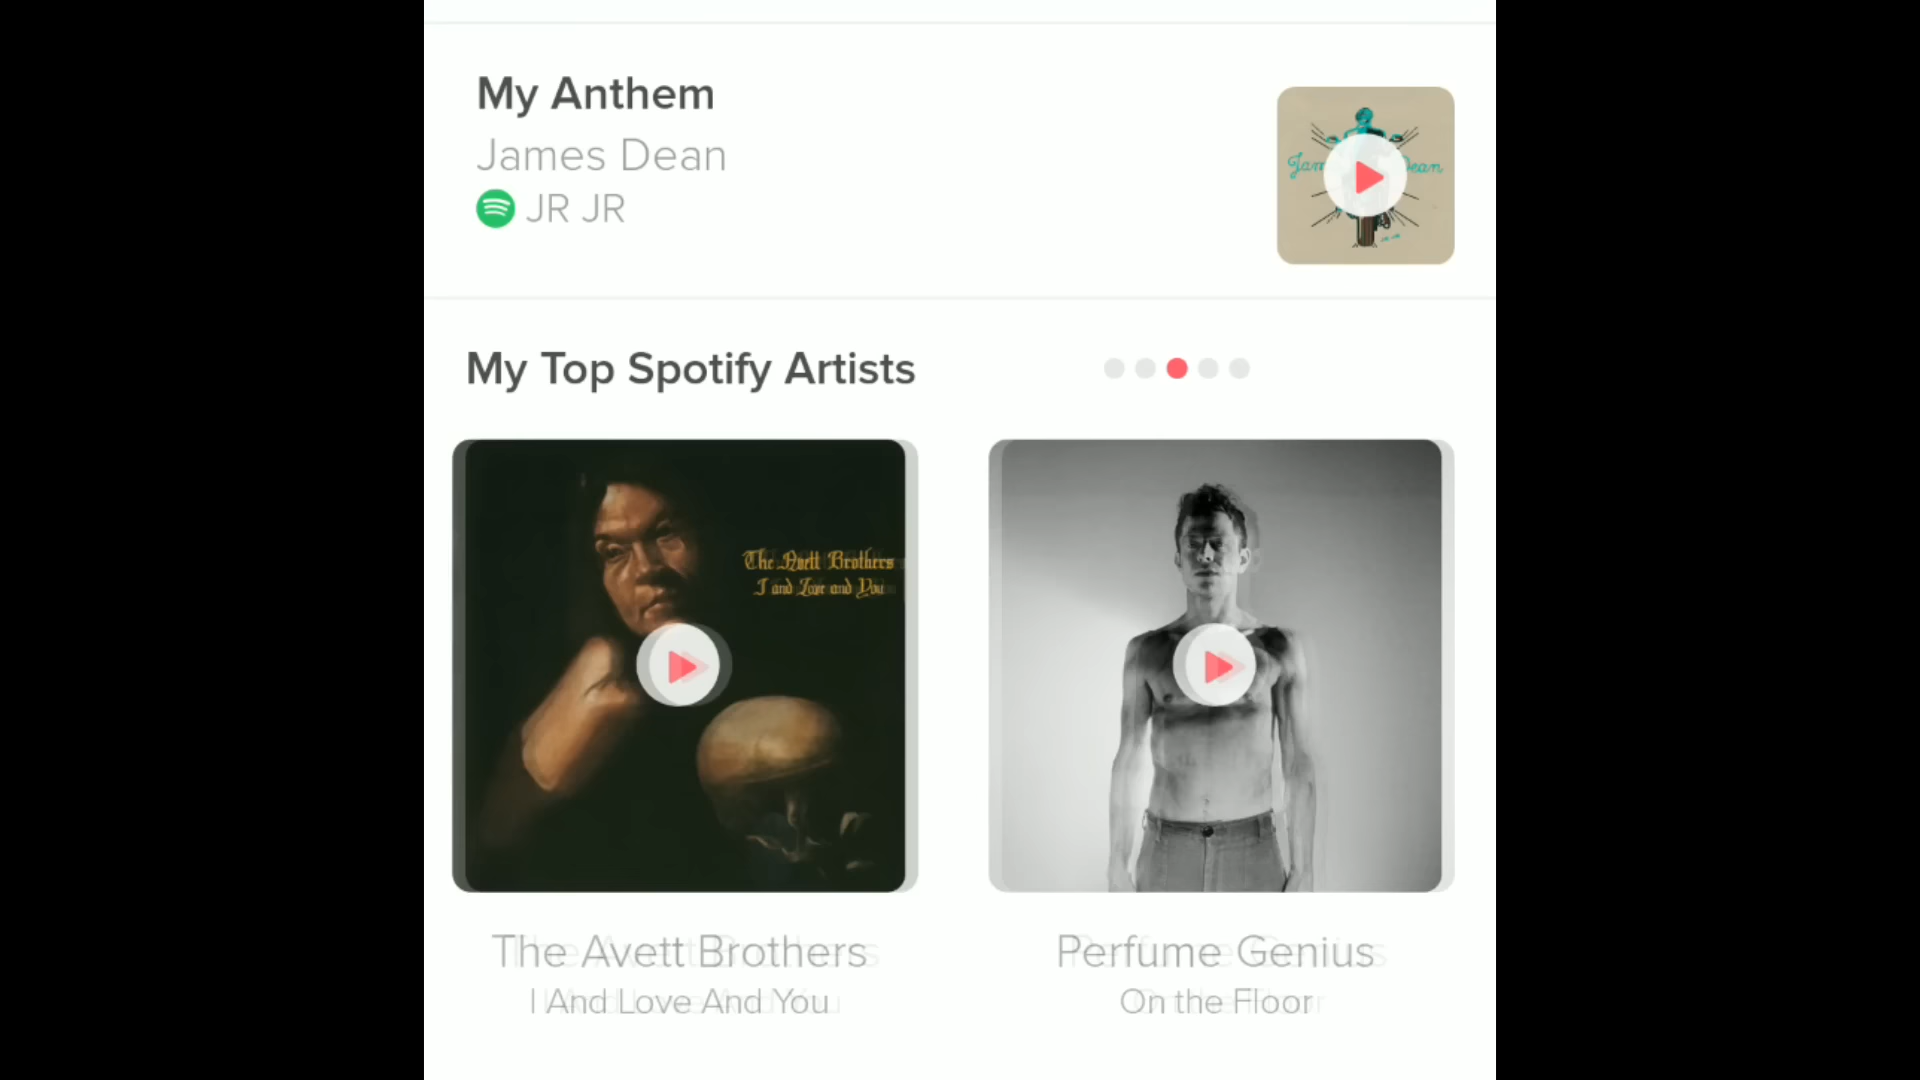 My Anthem
James Dean
JR JR
My Top Spotify Artists
The Avett Brothers
I and Love and You
The Avett Brothers
I And Love And You
Perfume Genius
On the Floor